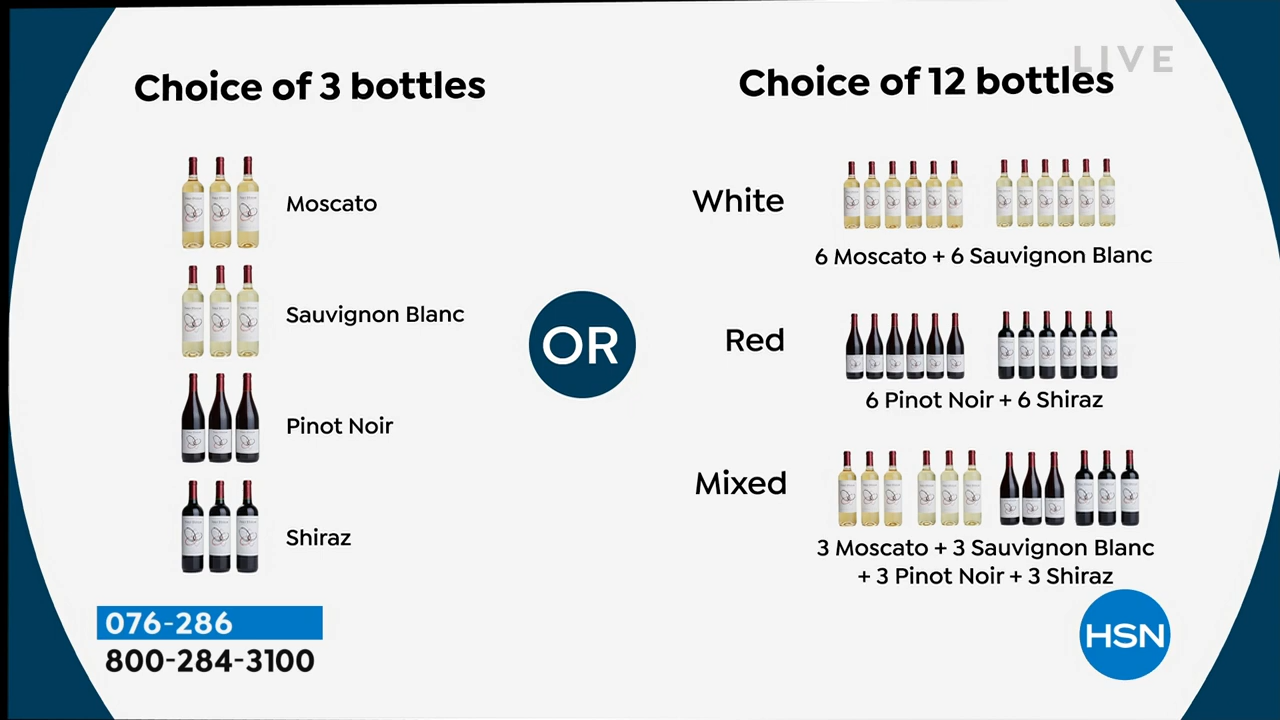 LIVE
Choice of 3 bottles
Moscato
Sauvignon Blanc
Pinot Noir
Shiraz
OR
Choice of 12 bottles
White
6 Moscato + 6 Sauvignon Blanc
Red
6 Pinot Noir + 6 Shiraz
Mixed
3 Moscato + 3 Sauvignon Blanc
+ 3 Pinot Noir + 3 Shiraz
076-286
800-284-3100
HSN